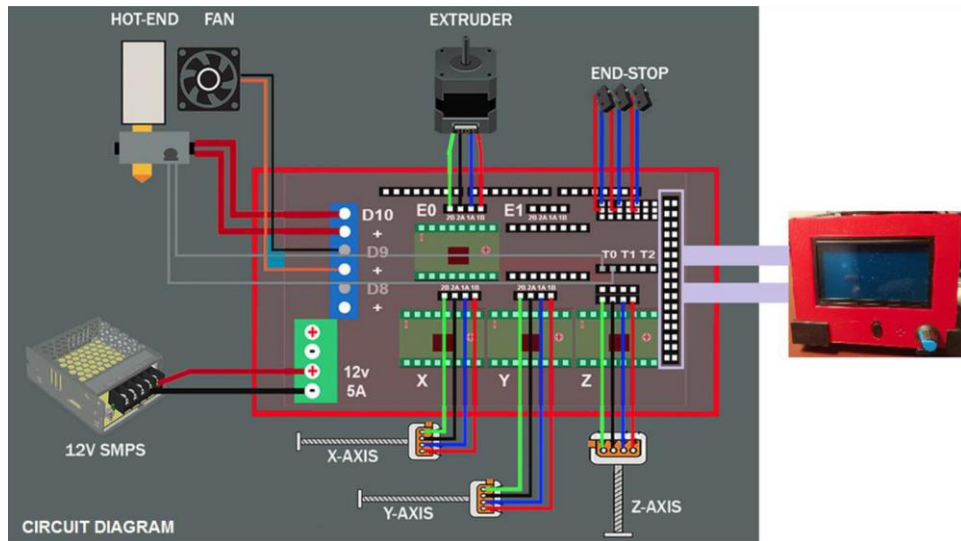 HOT-END FAN
EXTRUDER
END-STOP
D10
+
D9
+
D8
+
E0
2B 2A 1A 1B
E1
2B 2A 1A 1B
T0 T1 T2
2B 2A 1A 1B
2B 2A 1A 1B
+
-
+
-
12v
5A
X
Y
Z
12V SMPS
X-AXIS
Y-AXIS
Z-AXIS
CIRCUIT DIAGRAM